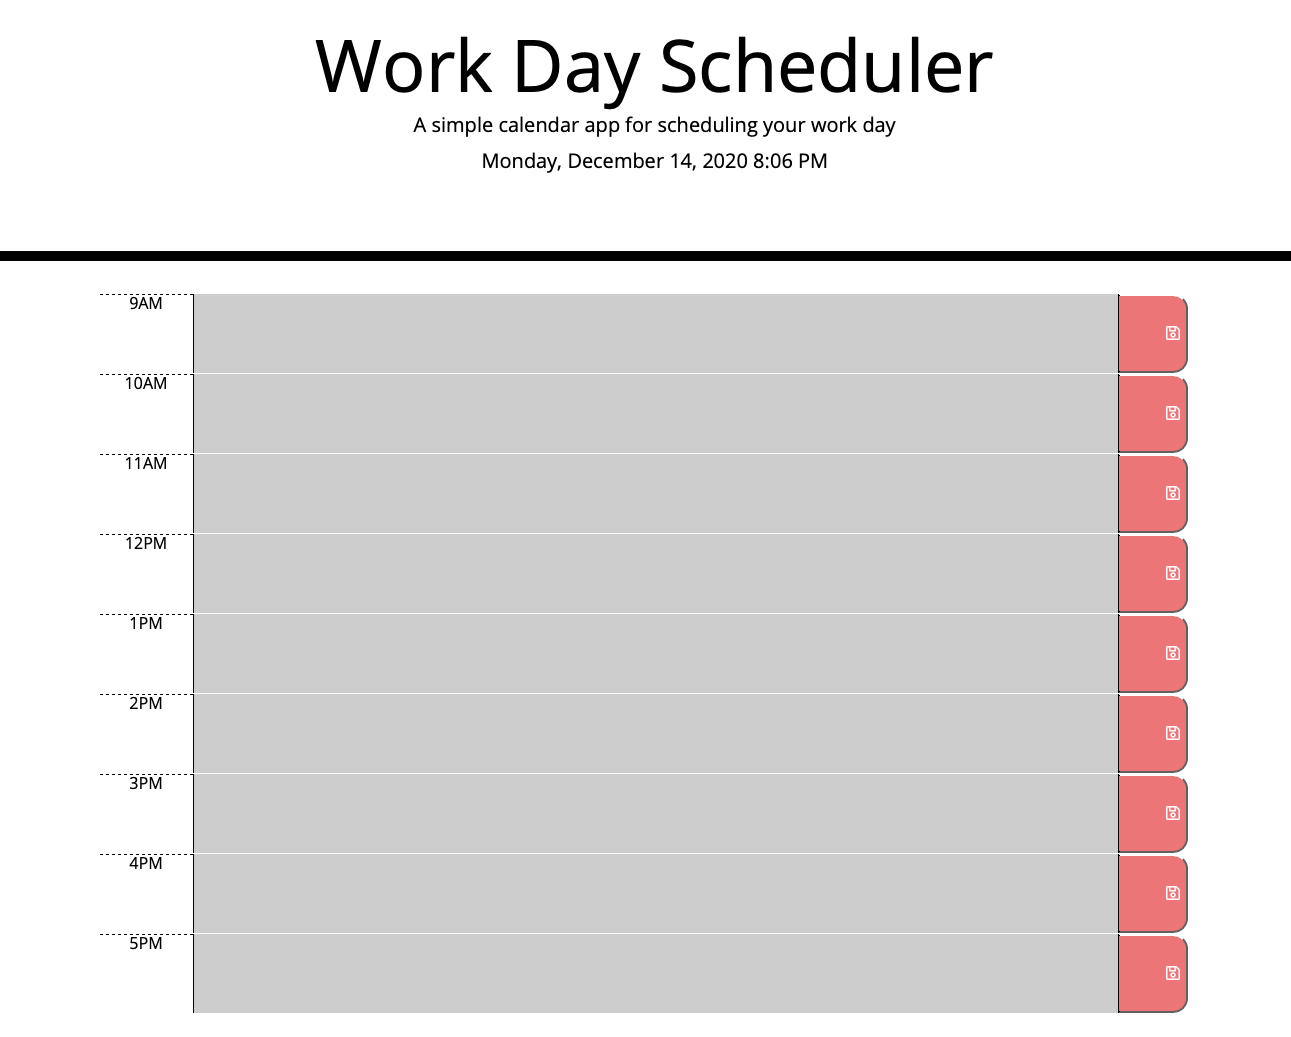 Work Day Scheduler
A simple calendar app for scheduling your work day
Monday, December 14, 2020 8:06 PM
9AM
10AM
11AM
12PM
1PM
2PM
3PM
4PM
5PM